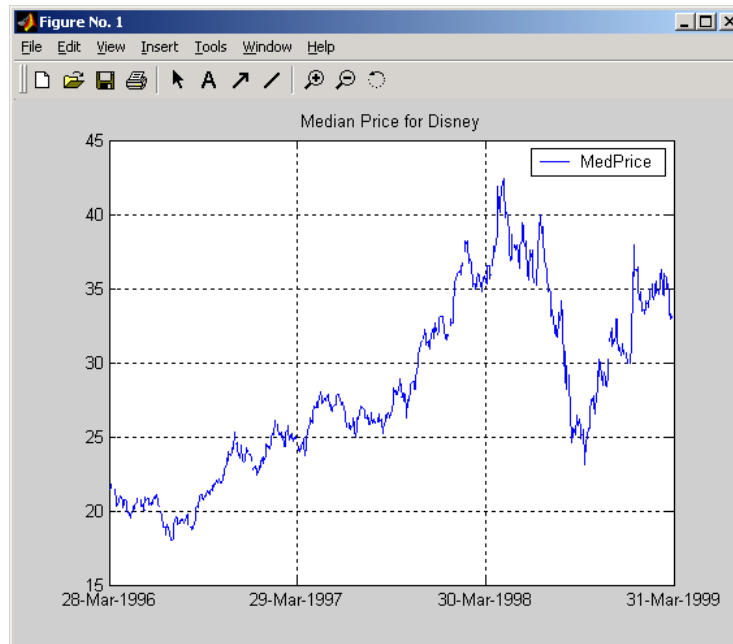 Figure No. 1
File Edit View Insert Tools Window Help
A
Median Price for Disney
MedPrice
45
40
35
30
25
20
15
28-Mar-1996 29-Mar-1997 30-Mar-1998 31-Mar-1999